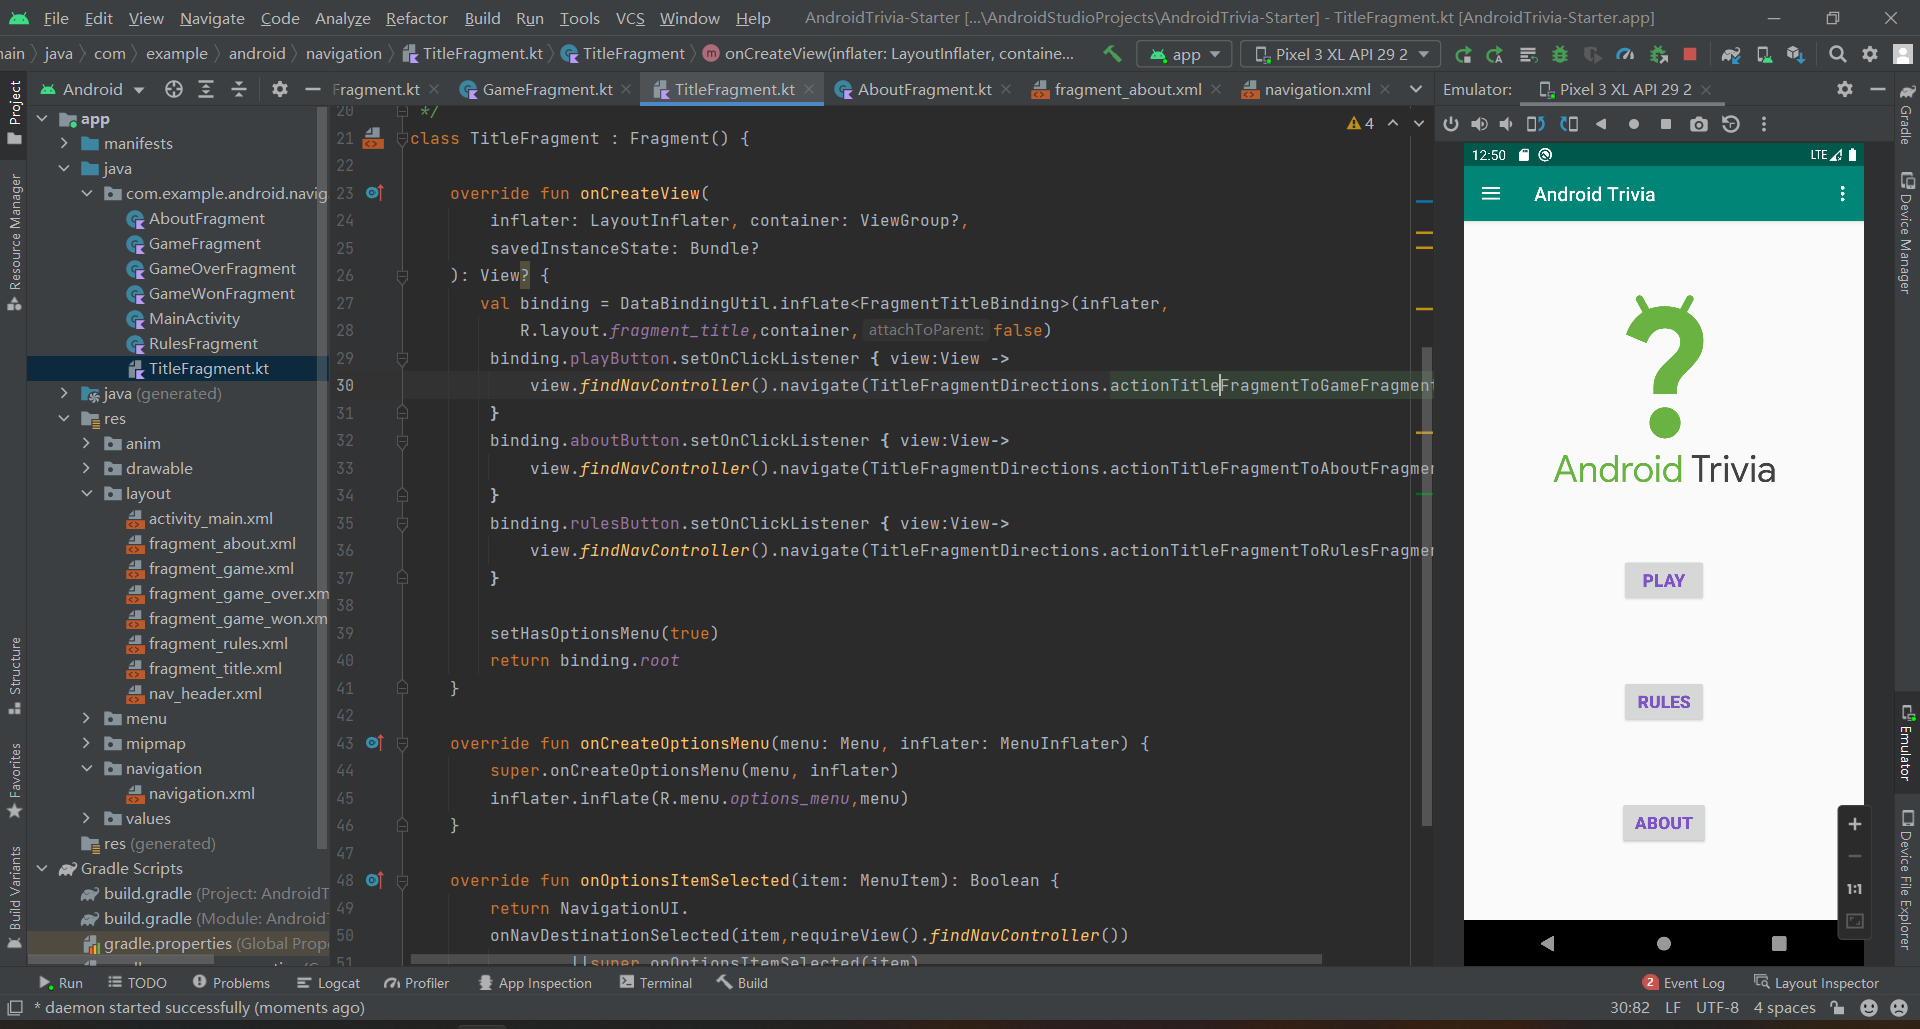 File Edit View Navigate Code Analyze Refactor Build Run Tools VCS Window Help AndroidTrivia-Starter [...\AndroidStudioProjects\AndroidTrivia-Starter] - TitleFragment.kt [AndroidTrivia-Starter.app]
ain java com example android navigation TitleFragment.kt TitleFragment onCreateView(inflater: LayoutInflater, containe... app Pixel 3 XL API 29 2
Android Fragment.kt GameFragment.kt TitleFragment.kt AboutFragment.kt fragment_about.xml navigation.xml Emulator: Pixel 3 XL API 29 2
Project
Resource Manager
Structure
Favorites
Build Variants
app
manifests
java
com.example.android.navig
AboutFragment
GameFragment
GameOverFragment
GameWonFragment
MainActivity
RulesFragment
TitleFragment.kt
java (generated)
res
anim
drawable
layout
activity_main.xml
fragment_about.xml
fragment_game.xml
fragment_game_over.xm
fragment_game_won.xm
fragment_rules.xml
fragment_title.xml
nav_header.xml
menu
mipmap
navigation
navigation.xml
values
res (generated)
Gradle Scripts
build.gradle (Project: AndroidT
build.gradle (Module: Android
gradle.properties (Global Prop
4
20 */
21 class TitleFragment : Fragment() {
22
23 override fun onCreateView(
24 inflater: LayoutInflater, container: ViewGroup?,
25 savedInstanceState: Bundle?
26 ): View? {
27 val binding = DataBindingUtil.inflate<FragmentTitleBinding>(inflater,
28 R.layout.fragment_title,container, attachToParent: false)
29 binding.playButton.setOnClickListener { view:View ->
30 view.findNavController().navigate(TitleFragmentDirections.actionTitleFragmentToGameFragment
31 }
32 binding.aboutButton.setOnClickListener { view:View->
33 view.findNavController().navigate(TitleFragmentDirections.actionTitleFragmentToAboutFragmen
34 }
35 binding.rulesButton.setOnClickListener { view:View->
36 view.findNavController().navigate(TitleFragmentDirections.actionTitleFragmentToRulesFragmen
37 }
38
39 setHasOptionsMenu(true)
40 return binding.root
41 }
42
43 override fun onCreateOptionsMenu(menu: Menu, inflater: MenuInflater) {
44 super.onCreateOptionsMenu(menu, inflater)
45 inflater.inflate(R.menu.options_menu,menu)
46 }
47
48 override fun onOptionsItemSelected(item: MenuItem): Boolean {
49 return NavigationUI.
50 onNavDestinationSelected(item,requireView().findNavController())
51 ||super.onOptionsItemSelected(item)
12:50 LTE
Android Trivia
Android Trivia
PLAY
RULES
ABOUT
1:1
Gradle
Device Manager
Emulator
Device File Explorer
Run TODO Problems Logcat Profiler App Inspection Terminal Build 2 Event Log Layout Inspector
* daemon started successfully (moments ago) 30:82 LF UTF-8 4 spaces